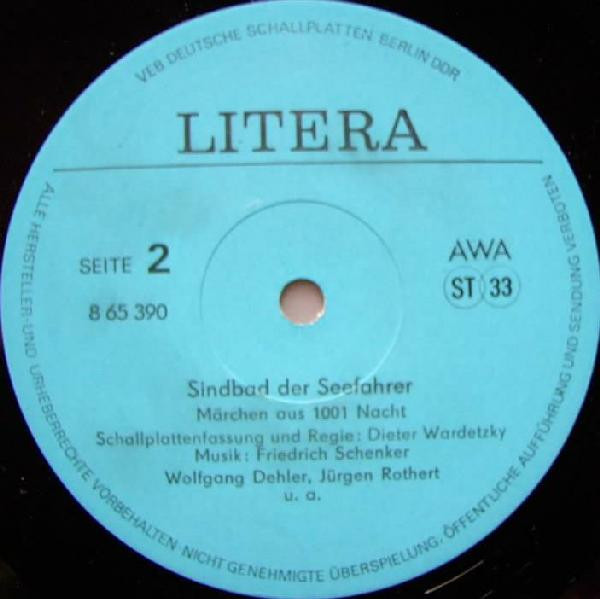 VEB DEUTSCHE SCHALLPLATTEN BERLIN DDR
LITERA
SEITE 2
AWA
8 65 390
ST 33
Sindbad der Seefahrer
Märchen aus 1001 Nacht
Schallplattenfassung und Regie: Dieter Wardetzky
Musik: Friedrich Schenker
Wolfgang Dehler, Jürgen Rothert
u. a.
ALLE HERSTELLER- UND URHEBERRECHTE VORBEHALTEN NICHT GENEHMIGTE ÜBERSPIELUNG, ÖFFENTLICHE AUFFÜHRUNG UND SENDUNG VERBOTEN